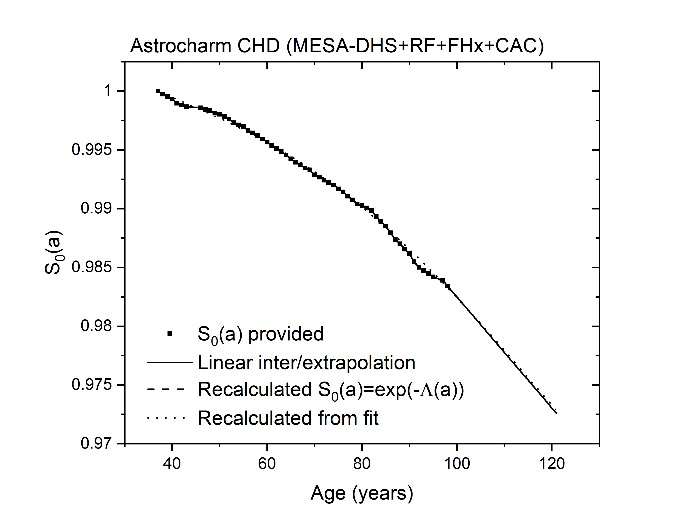 Astrocharm CHD (MESA-DHS+RF+FHx+CAC)
1
0.995
0.99
0.985
0.98
0.975
0.97
S₀(a)
S₀(a) provided
Linear inter/extrapolation
Recalculated S₀(a)=exp(-Λ(a))
Recalculated from fit
40 60 80 100 120
Age (years)